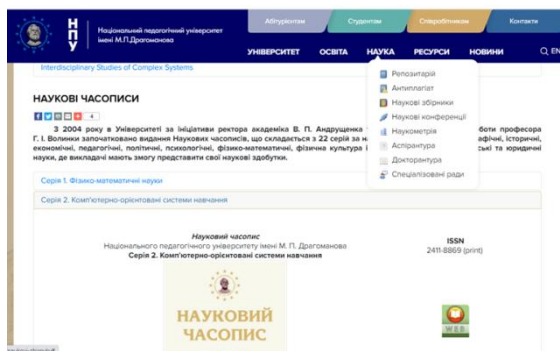 Абітурієнтам Студентам Співробітникам Контакти
НПУ
Національний педагогічний університет
імені М.П.Драгоманова
УНІВЕРСИТЕТ ОСВІТА НАУКА РЕСУРСИ НОВИНИ EN
Interdisciplinary Studies of Complex Systems
Репозитарій
Антиплагіат
Наукові збірники
Наукові конференції
Наукометрія
Аспірантура
Докторантура
Спеціалізовані ради
НАУКОВІ ЧАСОПИСИ
4
З 2004 року в Університеті за ініціативи ректора академіка В. П. Андрущенка боти професора
Г. І. Волинки започатковано видання Наукових часописів, що складається з 22 серій за афічні, історичні,
економічні, педагогічні, політичні, психологічні, фізико-математичні, фізична культура і ські та юридичні
науки, де викладачі мають змогу представити свої наукові здобутки.
Серія 1. Фізико-математичні науки
Серія 2. Комп'ютерно-орієнтовані системи навчання
Науковий часопис
Національного педагогічного університету імені М. П. Драгоманова
Серія 2. Комп'ютерно-орієнтовані системи навчання
ISSN
2411-8869 (print)
НАУКОВИЙ
ЧАСОПИС
WEB